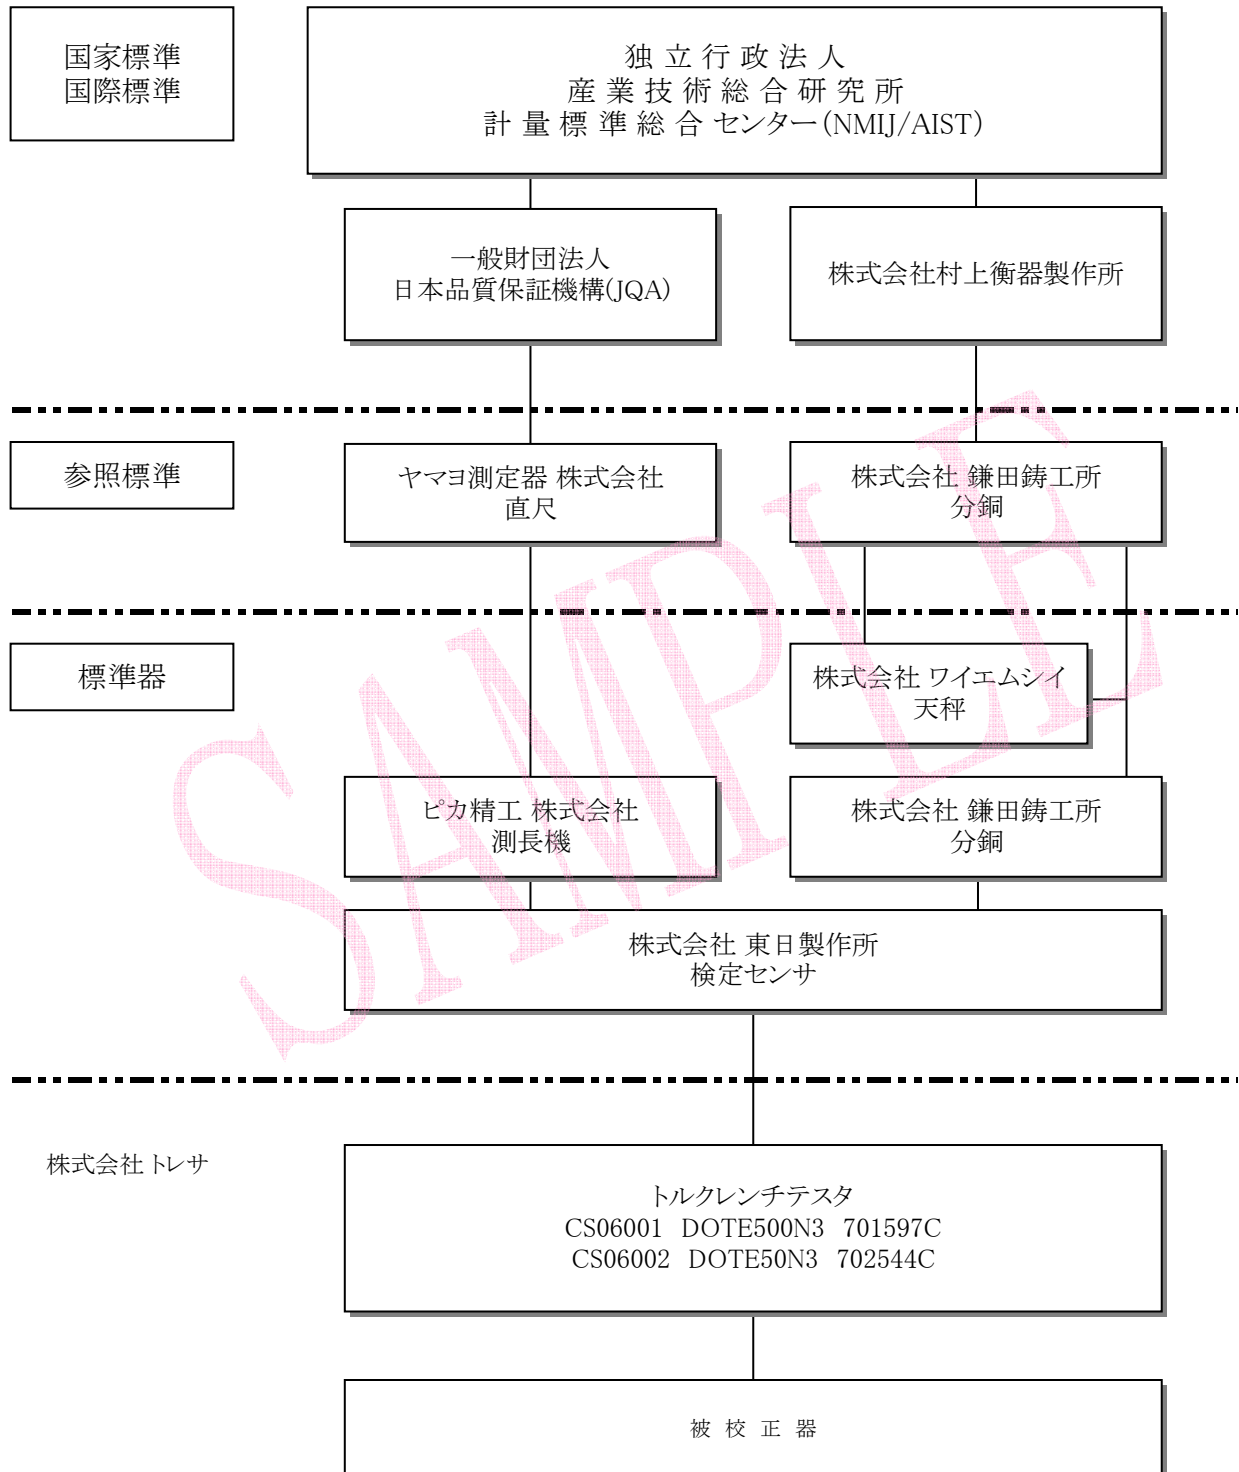 国家標準
国際標準
独 立 行 政 法 人
産 業 技 術 総 合 研 究 所
計 量 標 準 総 合 センター(NMIJ/AIST)
一般財団法人
日本品質保証機構(JQA)
株式会社村上衡器製作所
参照標準
ヤマヨ測定器 株式会社
直尺
株式会社 鎌田鋳工所
分銅
標準器
株式会社 ワイエムシイ
天秤
ピカ精工 株式会社
測長機
株式会社 鎌田鋳工所
分銅
株式会社 東日製作所
検定センサ
株式会社 トレサ
トルクレンチテスタ
CS06001 DOTE500N3 701597C
CS06002 DOTE50N3 702544C
被 校 正 器
SAMPLE